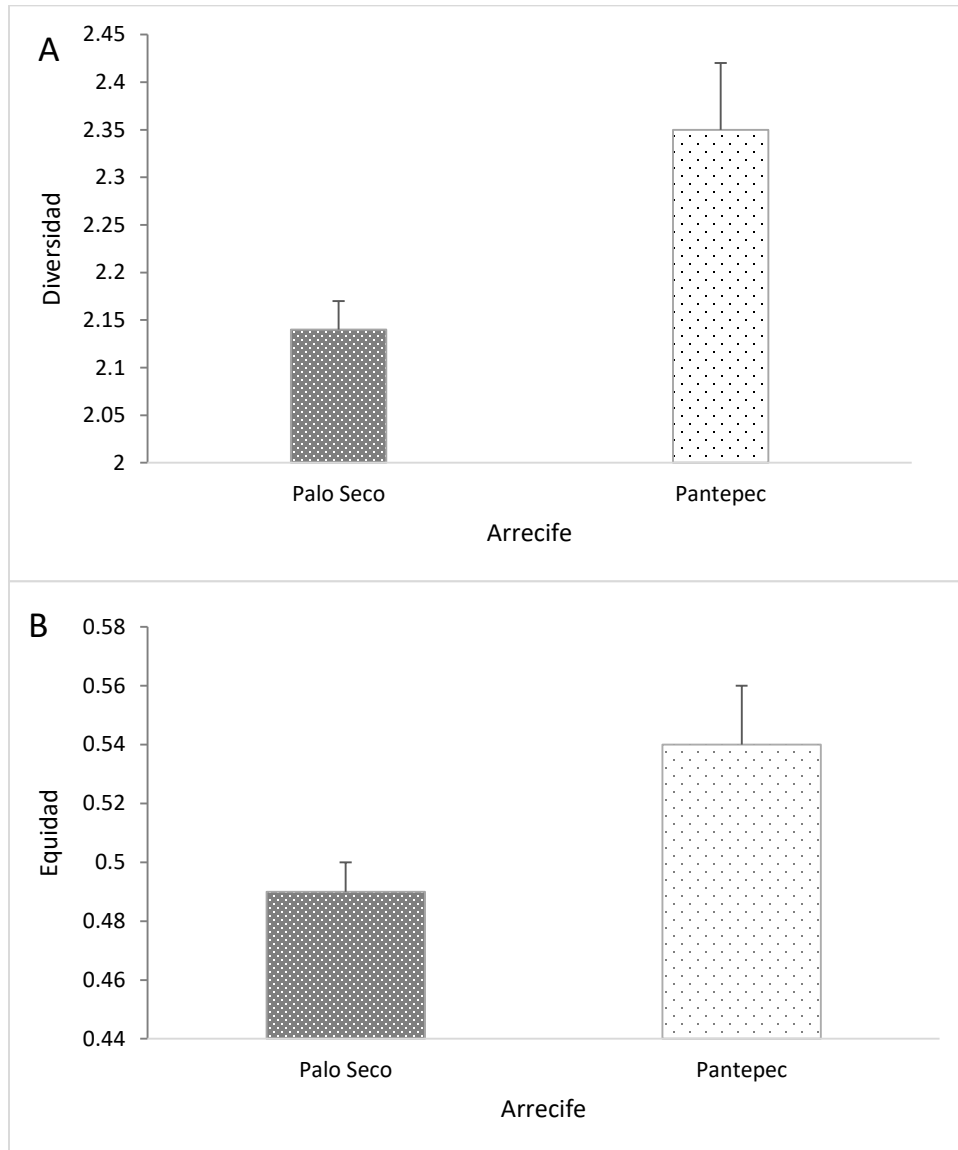 A
2.45
2.4
2.35
2.3
2.25
2.2
2.15
2.1
2.05
2
Diversidad
Palo Seco Pantepec
Arrecife
B
0.58
0.56
0.54
0.52
0.5
0.48
0.46
0.44
Equidad
Palo Seco Pantepec
Arrecife